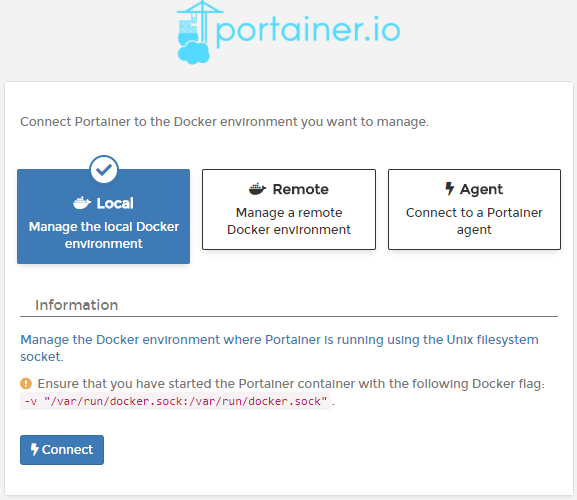 portainer.io
Connect Portainer to the Docker environment you want to manage.
Local
Manage the local Docker
environment
Remote
Manage a remote
Docker environment
Agent
Connect to a Portainer
agent
Information
Manage the Docker environment where Portainer is running using the Unix filesystem
socket.
Ensure that you have started the Portainer container with the following Docker flag:
-v "/var/run/docker.sock:/var/run/docker.sock".
Connect